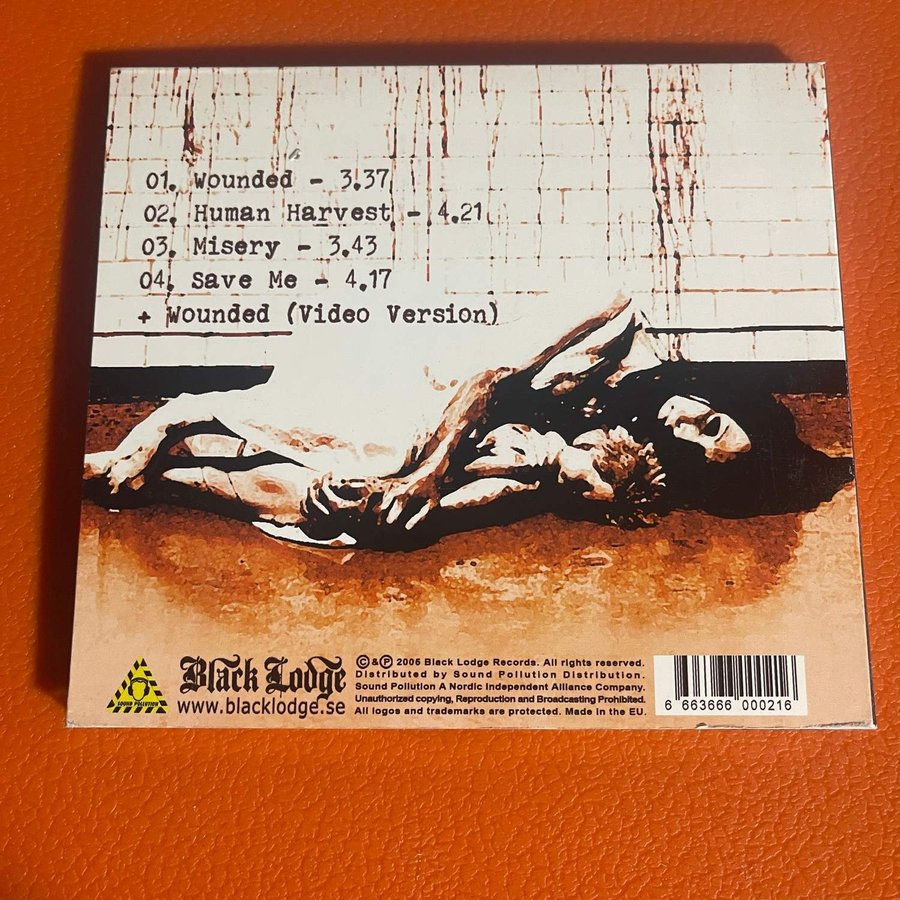 01. Wounded - 3.37
02. Human Harvest - 4.21
03. Misery - 3.43
04. Save Me - 4.17
+ Wounded (Video Version)
SOUND POLLUTION
Black Lodge
www.blacklodge.se
©&℗ 2005 Black Lodge Records. All rights reserved.
Distributed by Sound Pollution Distribution.
Sound Pollution A Nordic Independent Alliance Company.
Unauthorized copying, Reproduction and Broadcasting Prohibited.
All logos and trademarks are protected. Made in the EU.
6 663666 000216